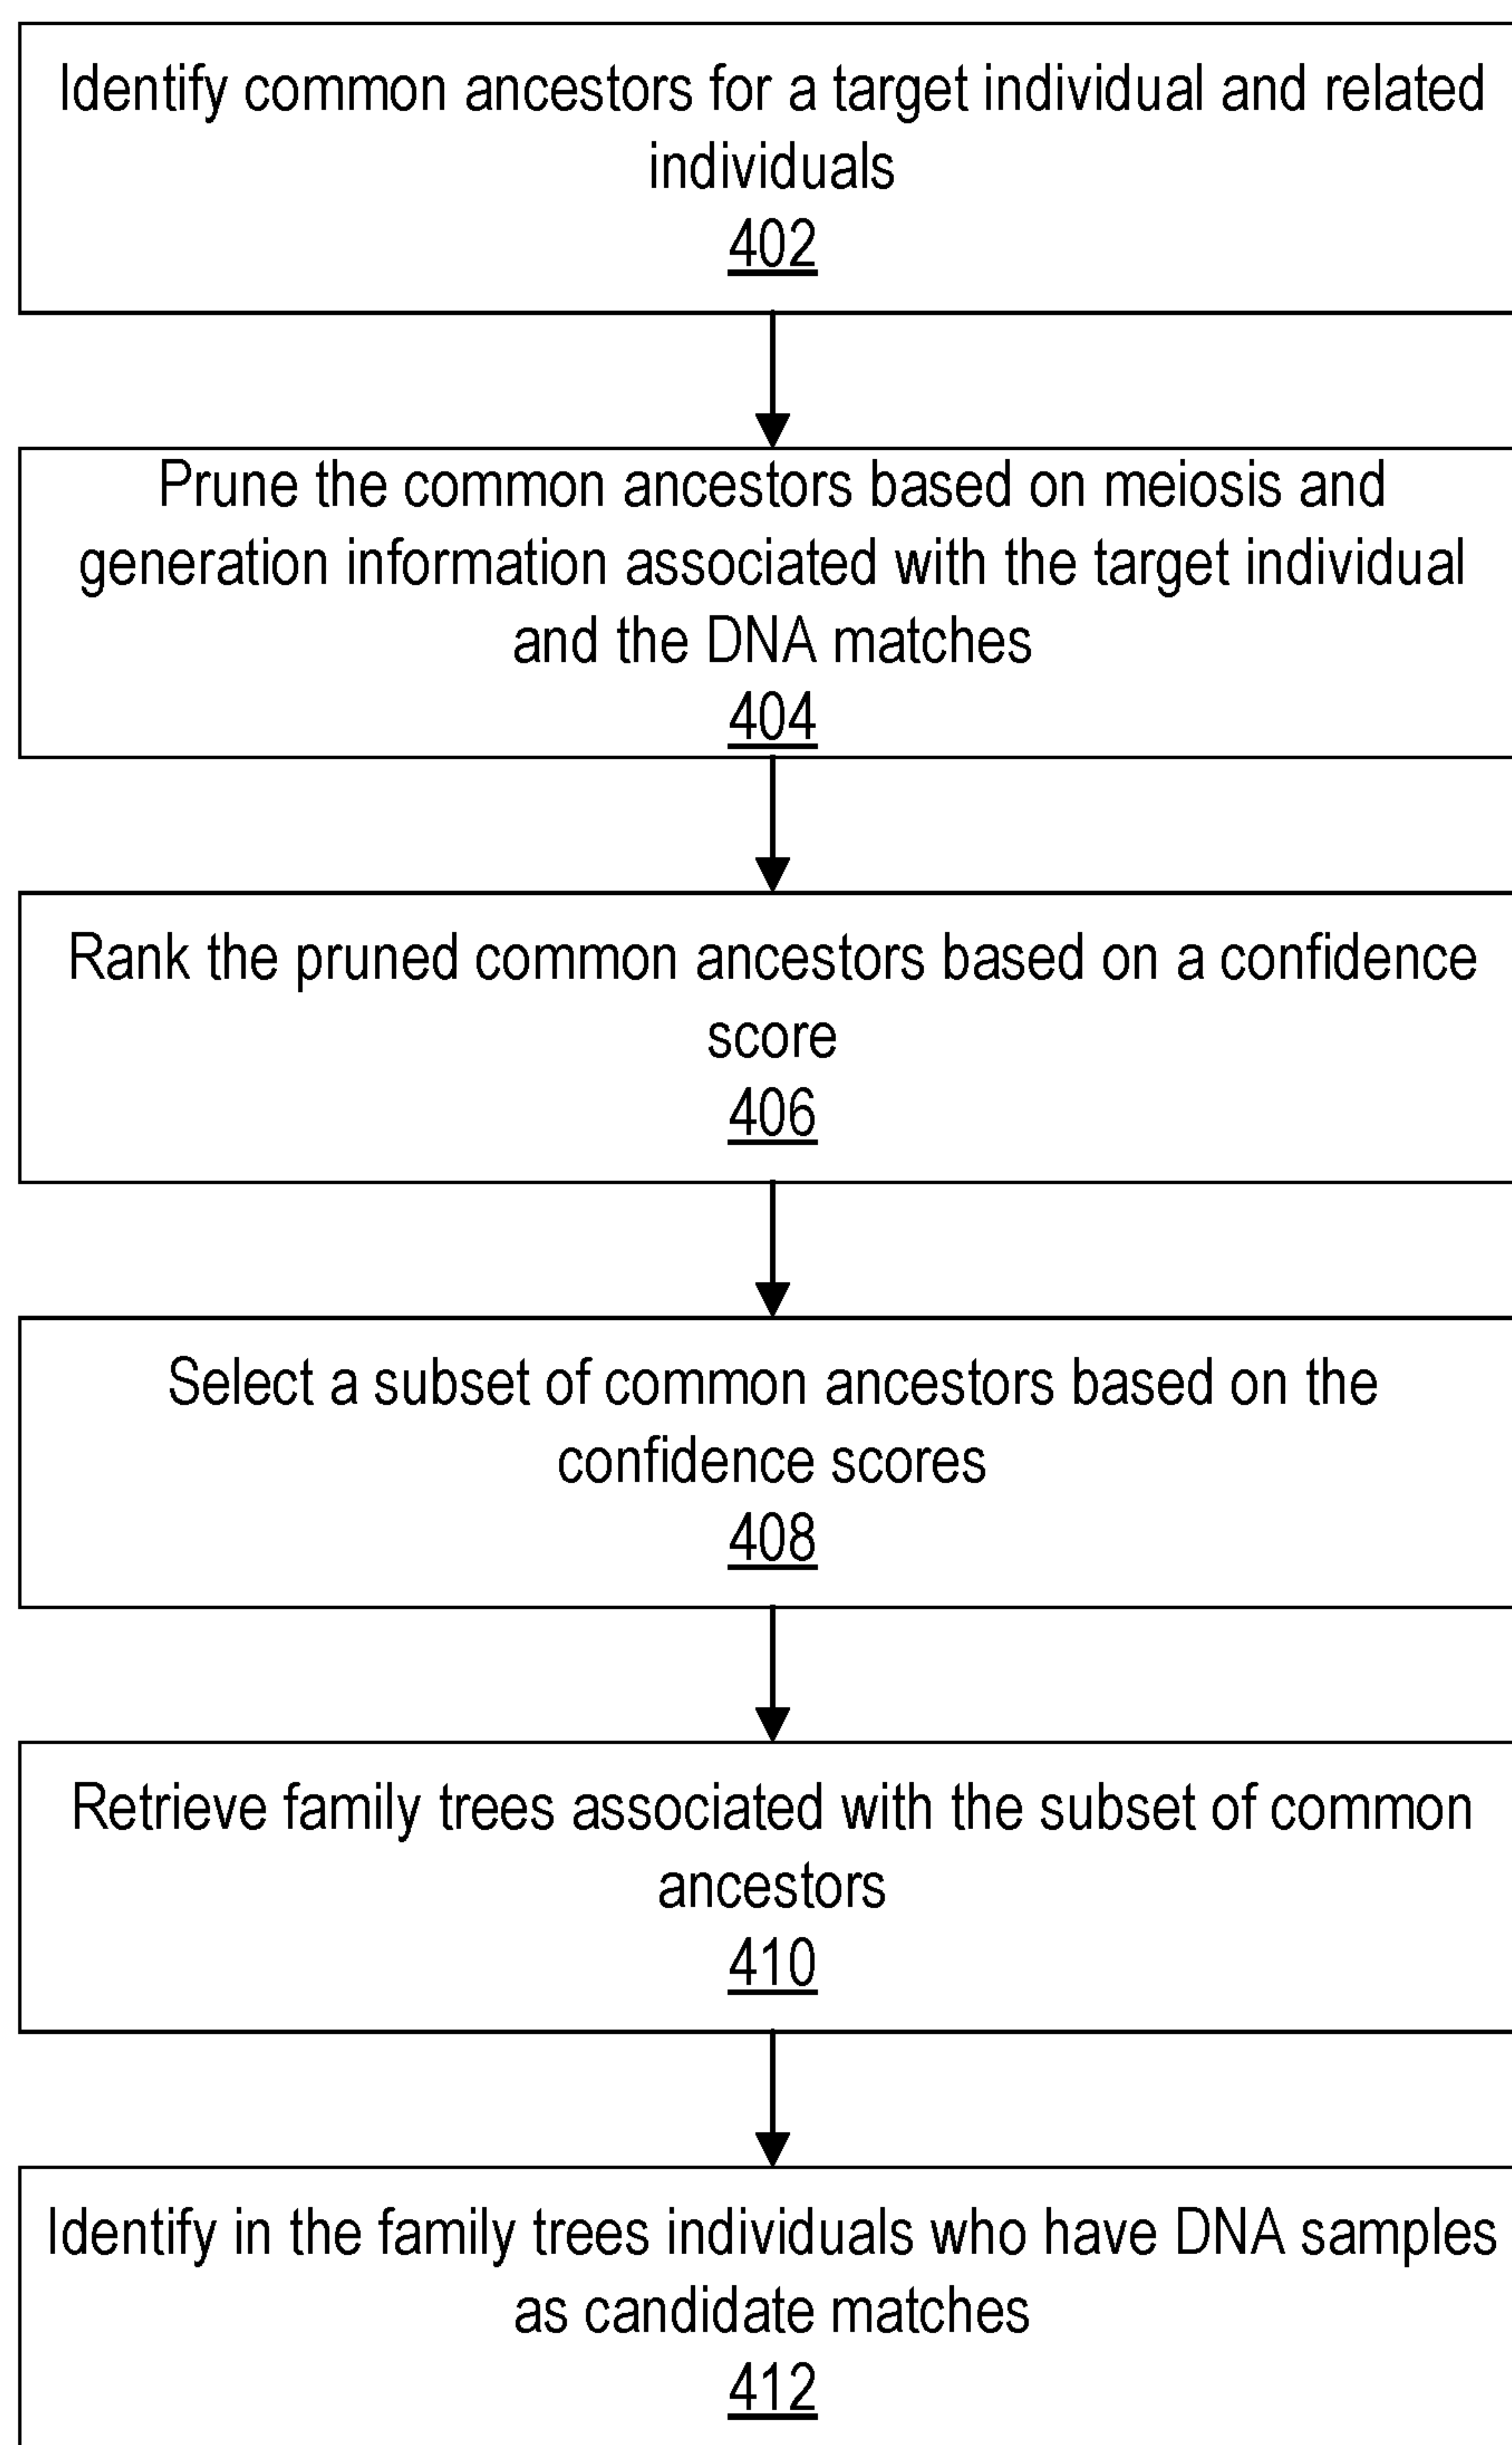 Identify common ancestors for a target individual and related
individuals
402
Prune the common ancestors based on meiosis and
generation information associated with the target individual
and the DNA matches
404
Rank the pruned common ancestors based on a confidence
score
406
Select a subset of common ancestors based on the
confidence scores
408
Retrieve family trees associated with the subset of common
ancestors
410
Identify in the family trees individuals who have DNA samples
as candidate matches
412